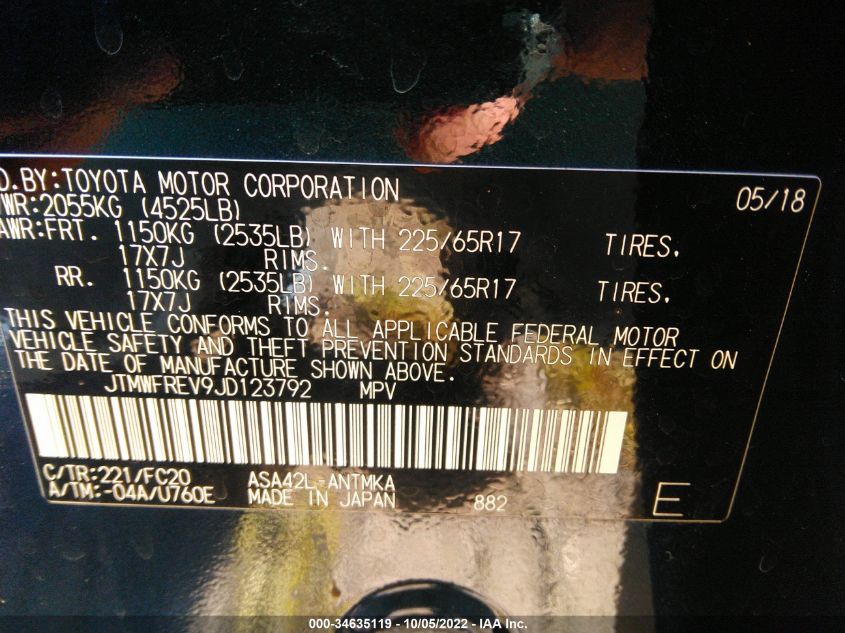 D.BY:TOYOTA MOTOR CORPORATION 05/18
WR:2055KG (4525LB)
AWR:FRT. 1150KG (2535LB) WITH 225/65R17 TIRES,
17X7J RIMS.
RR. 1150KG (2535LB) WITH 225/65R17 TIRES,
17X7J RIMS.
THIS VEHICLE CONFORMS TO ALL APPLICABLE FEDERAL MOTOR
VEHICLE SAFETY AND THEFT PREVENTION STANDARDS IN EFFECT ON
THE DATE OF MANUFACTURE SHOWN ABOVE.
JTMWFREV9JD123792 MPV
C/TR:221/FC20 ASA42L-ANTMKA
A/TM:-04A/U760E MADE IN JAPAN 882 E
000-34635119 - 10/05/2022 - IAA Inc.